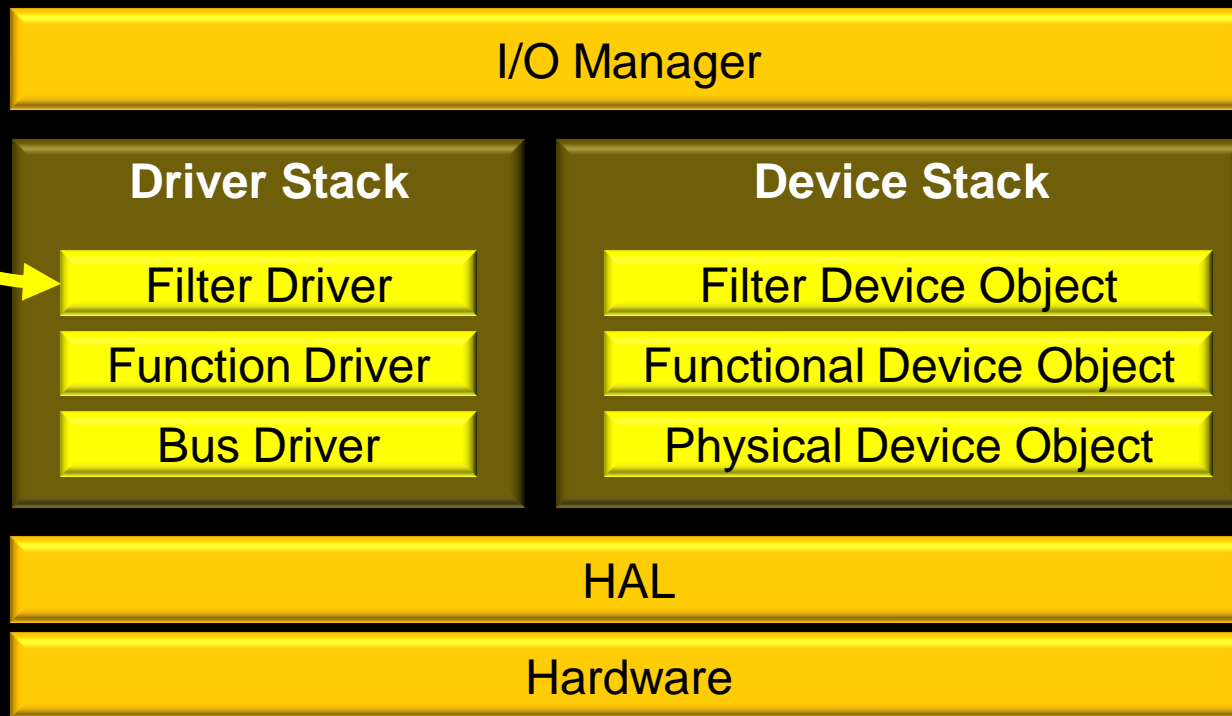 I/O Manager
Driver Stack
Filter Driver
Function Driver
Bus Driver
Device Stack
Filter Device Object
Functional Device Object
Physical Device Object
HAL
Hardware